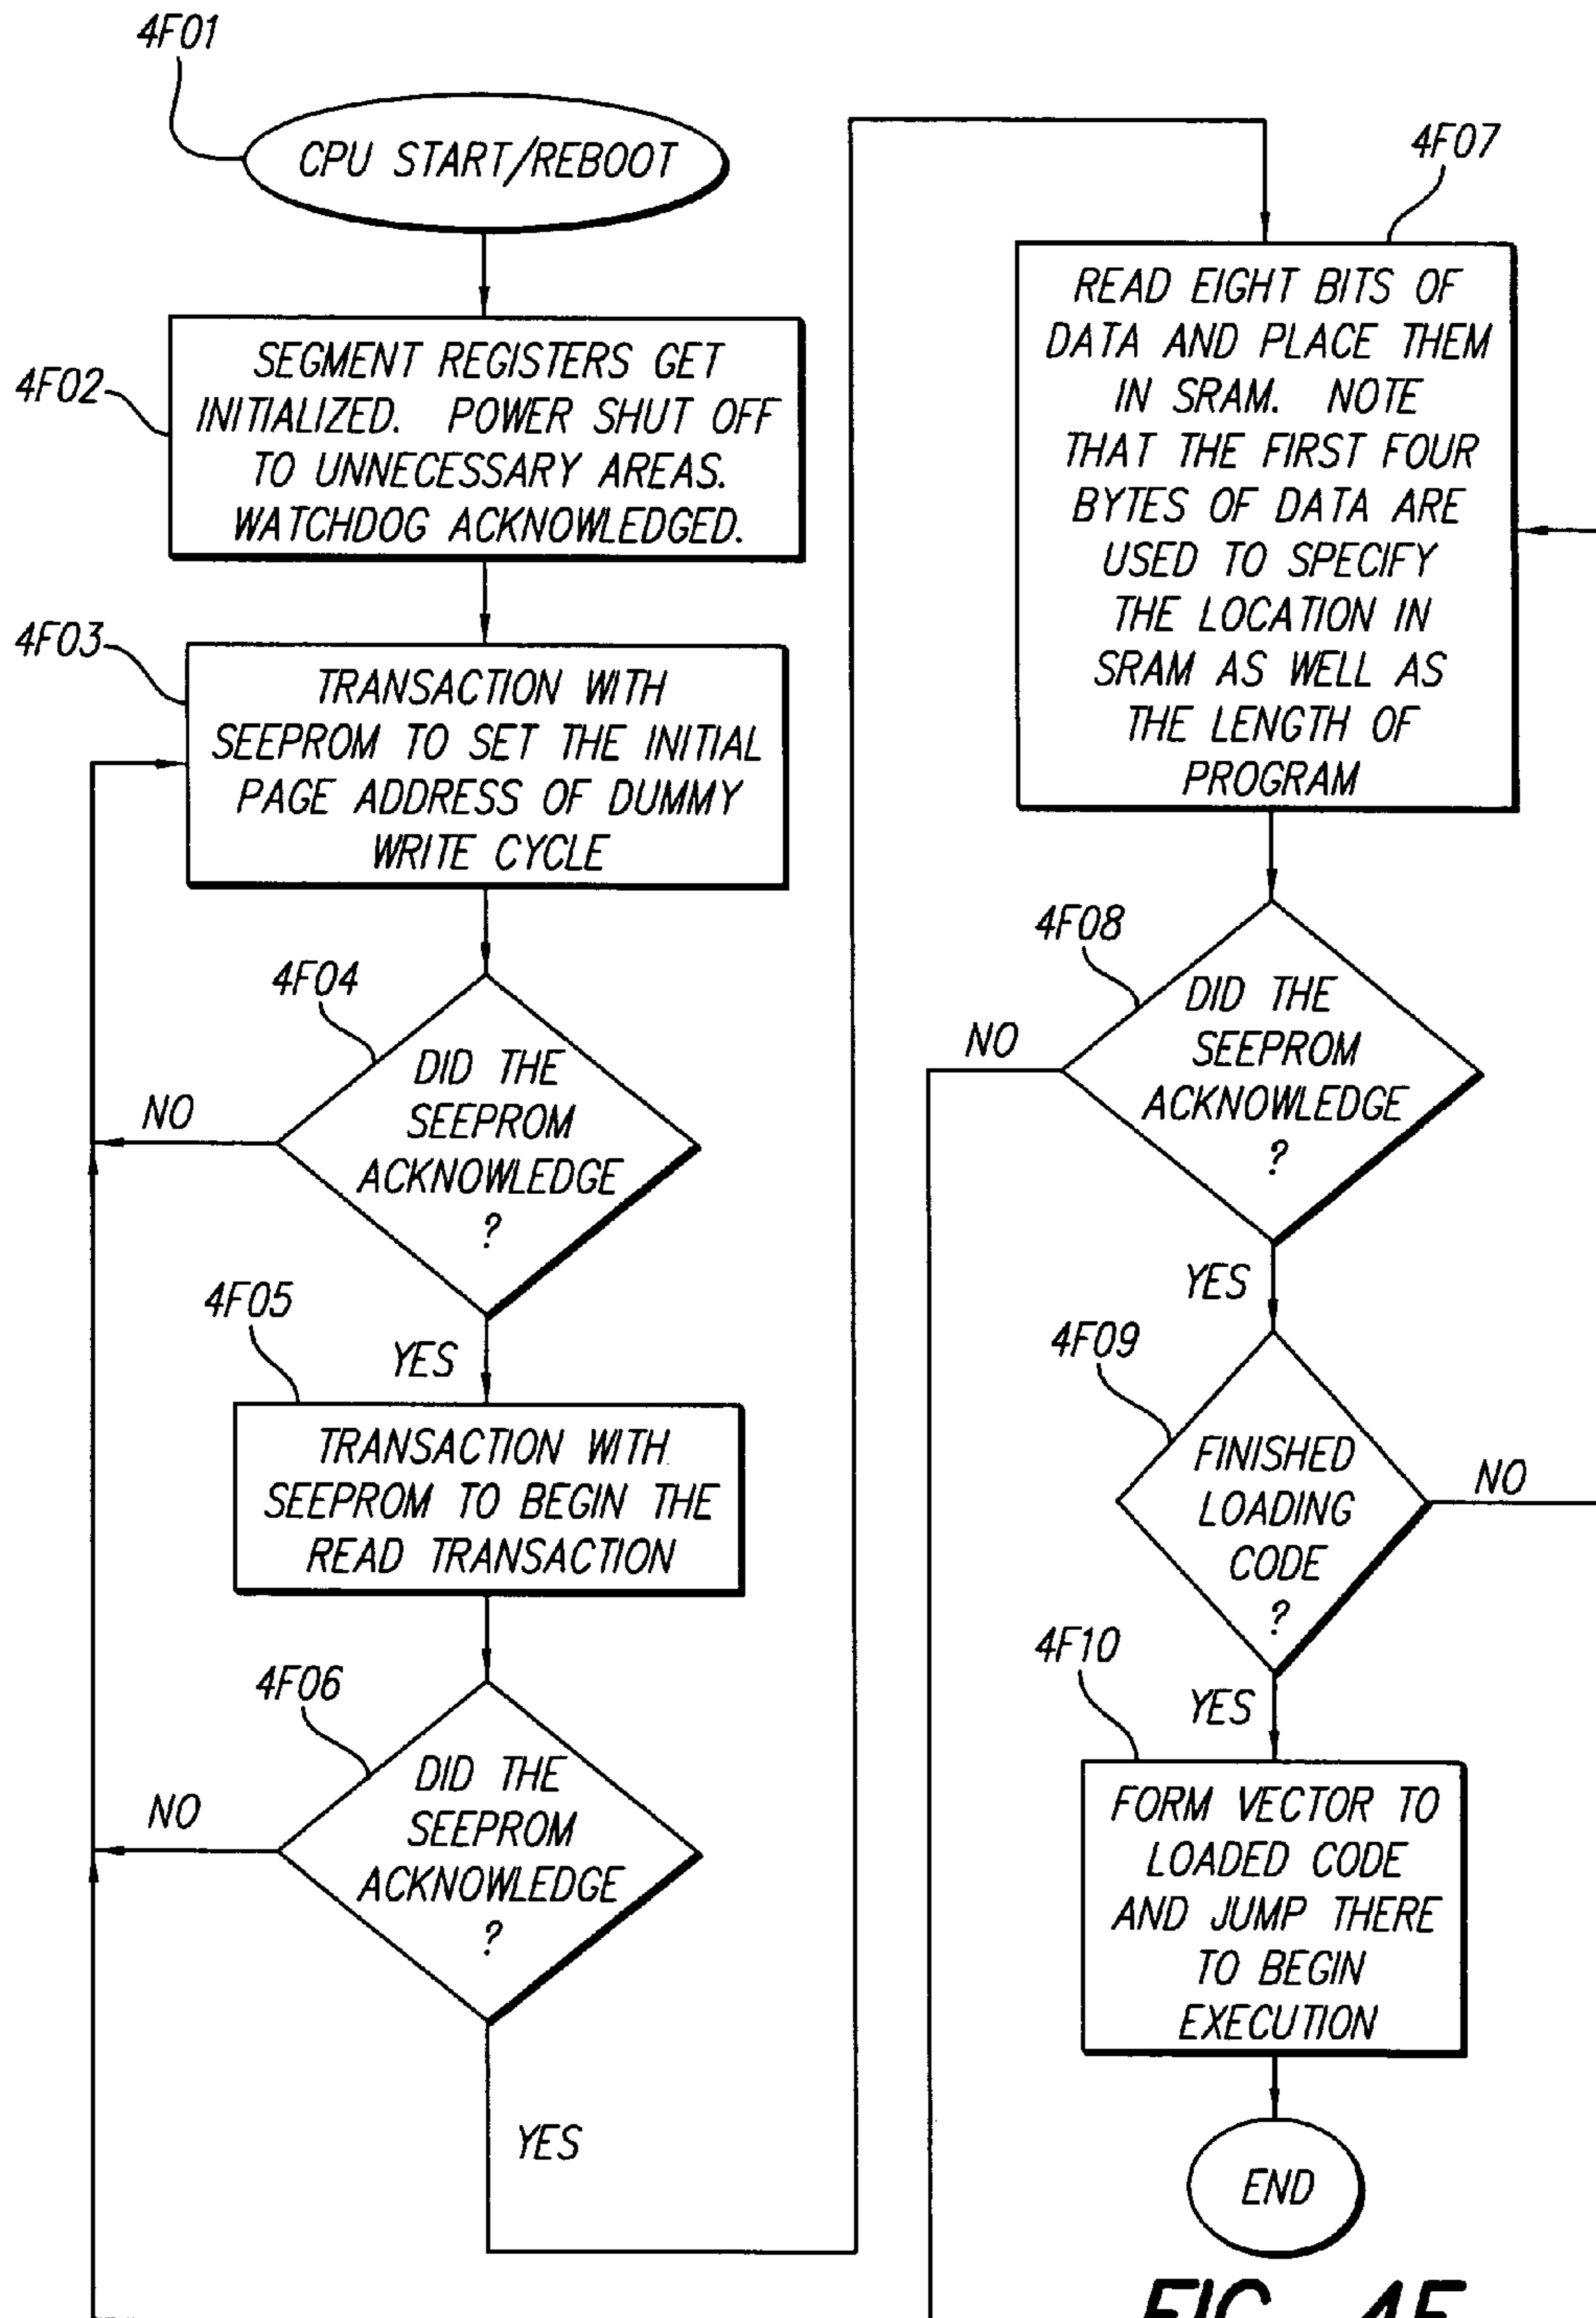 4F01
CPU START/REBOOT
4F02
SEGMENT REGISTERS GET
INITIALIZED. POWER SHUT OFF
TO UNNECESSARY AREAS.
WATCHDOG ACKNOWLEDGED.
4F03
TRANSACTION WITH
SEEPROM TO SET THE INITIAL
PAGE ADDRESS OF DUMMY
WRITE CYCLE
4F04
DID THE
SEEPROM
ACKNOWLEDGE
?
NO
YES
4F05
TRANSACTION WITH
SEEPROM TO BEGIN THE
READ TRANSACTION
4F06
DID THE
SEEPROM
ACKNOWLEDGE
?
NO
YES
4F07
READ EIGHT BITS OF
DATA AND PLACE THEM
IN SRAM. NOTE
THAT THE FIRST FOUR
BYTES OF DATA ARE
USED TO SPECIFY
THE LOCATION IN
SRAM AS WELL AS
THE LENGTH OF
PROGRAM
4F08
DID THE
SEEPROM
ACKNOWLEDGE
?
NO
YES
4F09
FINISHED
LOADING
CODE
?
NO
YES
4F10
FORM VECTOR TO
LOADED CODE
AND JUMP THERE
TO BEGIN
EXECUTION
END